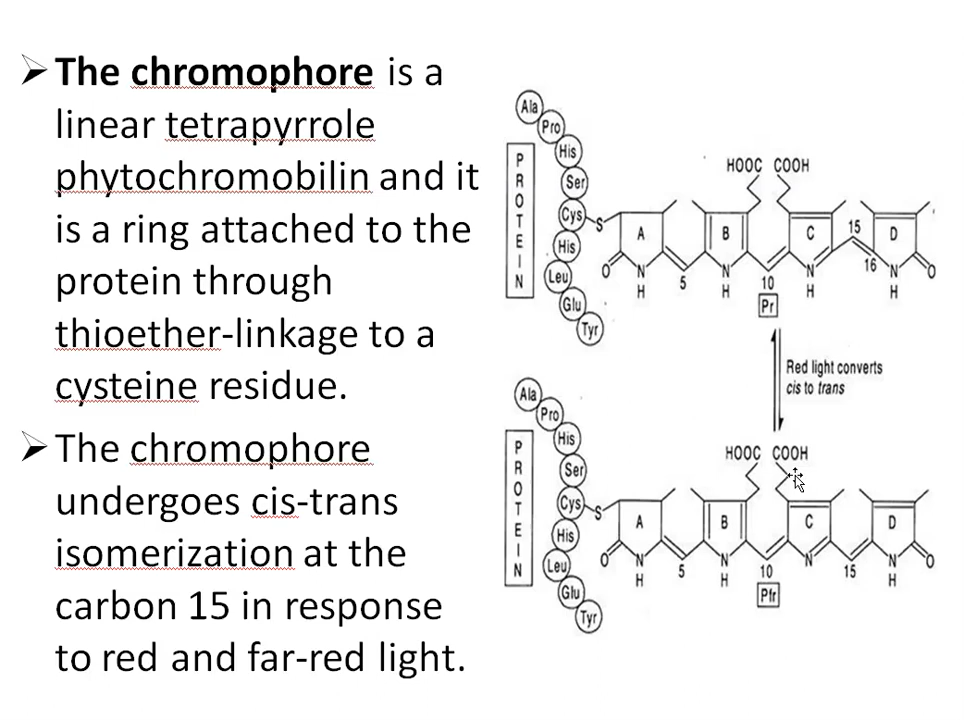 The chromophore is a
linear tetrapyrrole
phytochromobilin and it
is a ring attached to the
protein through
thioether-linkage to a
cysteine residue.
The chromophore
undergoes cis-trans
isomerization at the
carbon 15 in response
to red and far-red light.
Ala
Pro
His
Ser
Cys
His
Leu
Glu
Tyr
PROTEIN
S
HOOC COOH
A B C D
15
16
O N N N N O
H H H H
5 10
Pr
Red light converts
cis to trans
Ala
Pro
His
Ser
Cys
His
Leu
Glu
Tyr
PROTEIN
S
HOOC COOH
A B C D
O N N N N O
H H H
5 10 15
Pfr